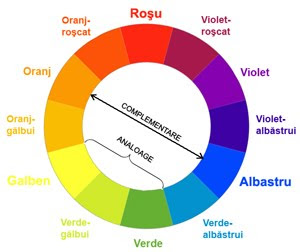 Roșu
Oranj-
roșcat
Violet-
roșcat
Oranj
Violet
COMPLEMENTARE
Oranj-
gălbui
Violet-
albăstrui
ANALOAGE
Galben
Albastru
Verde-
gălbui
Verde-
albăstrui
Verde